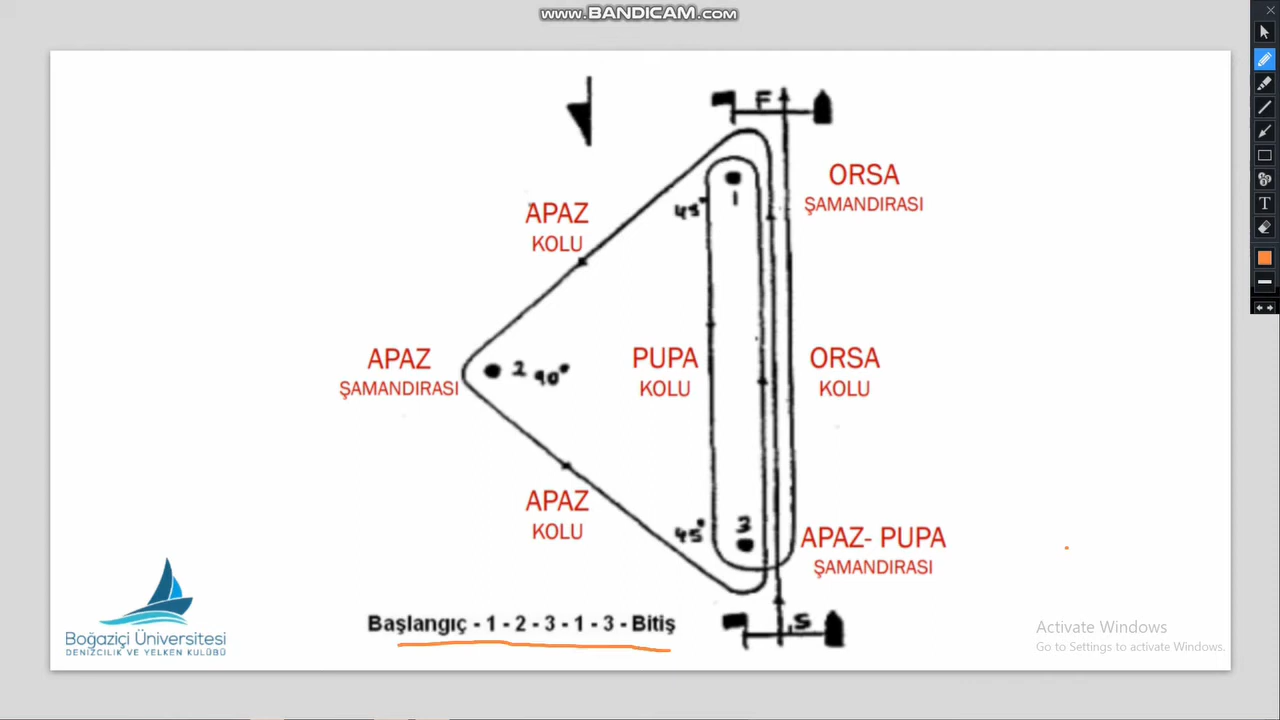 www.BANDICAM.com
F
ORSA
ŞAMANDIRASI
1
45°
APAZ
KOLU
APAZ
ŞAMANDIRASI
2 90°
PUPA
KOLU
ORSA
KOLU
APAZ
KOLU
45°
3
APAZ- PUPA
ŞAMANDIRASI
S
Başlangıç - 1 - 2 - 3 - 1 - 3 - Bitiş
Boğaziçi Üniversitesi
DENİZCİLİK VE YELKEN KULÜBÜ
Activate Windows
Go to Settings to activate Windows.
T